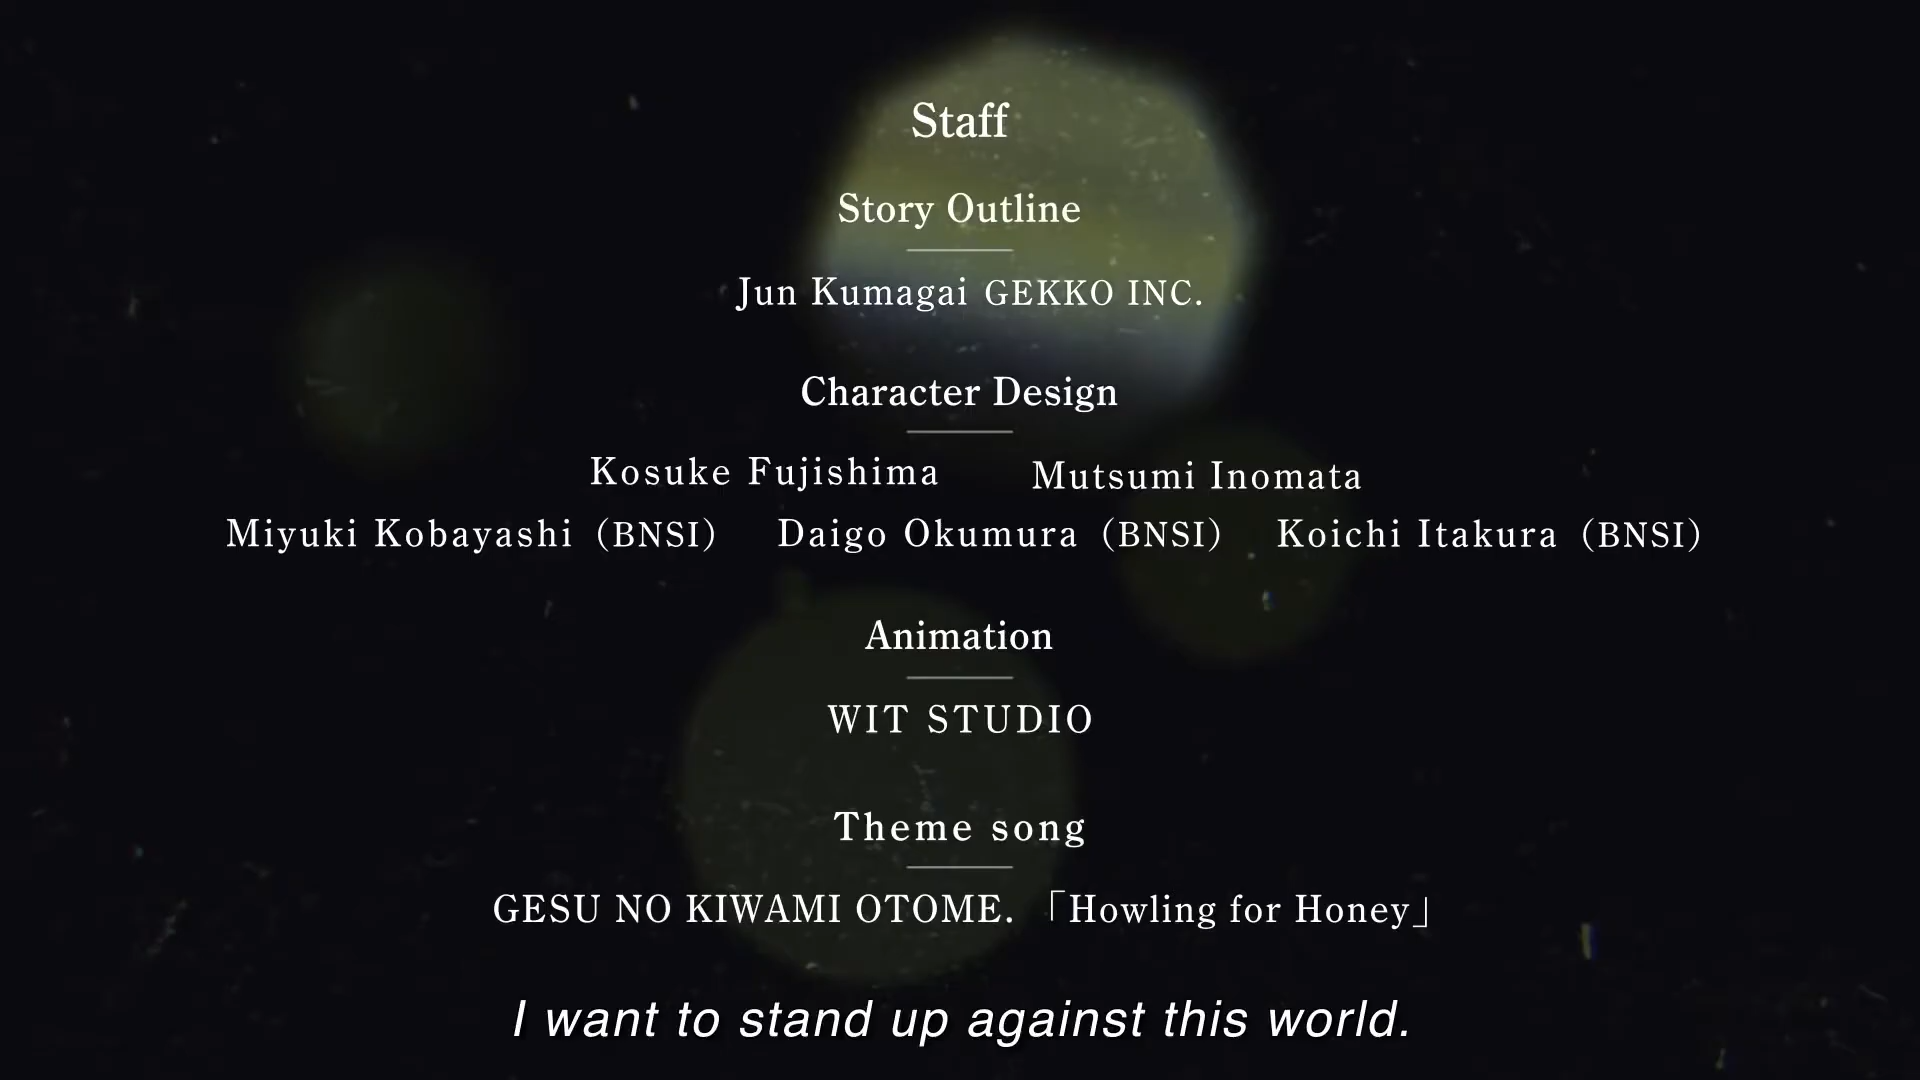 Staff
Story Outline
Jun Kumagai GEKKO INC.
Character Design
Kosuke Fujishima Mutsumi Inomata
Miyuki Kobayashi（BNSI） Daigo Okumura（BNSI） Koichi Itakura（BNSI）
Animation
WIT STUDIO
Theme song
GESU NO KIWAMI OTOME. 「Howling for Honey」
I want to stand up against this world.